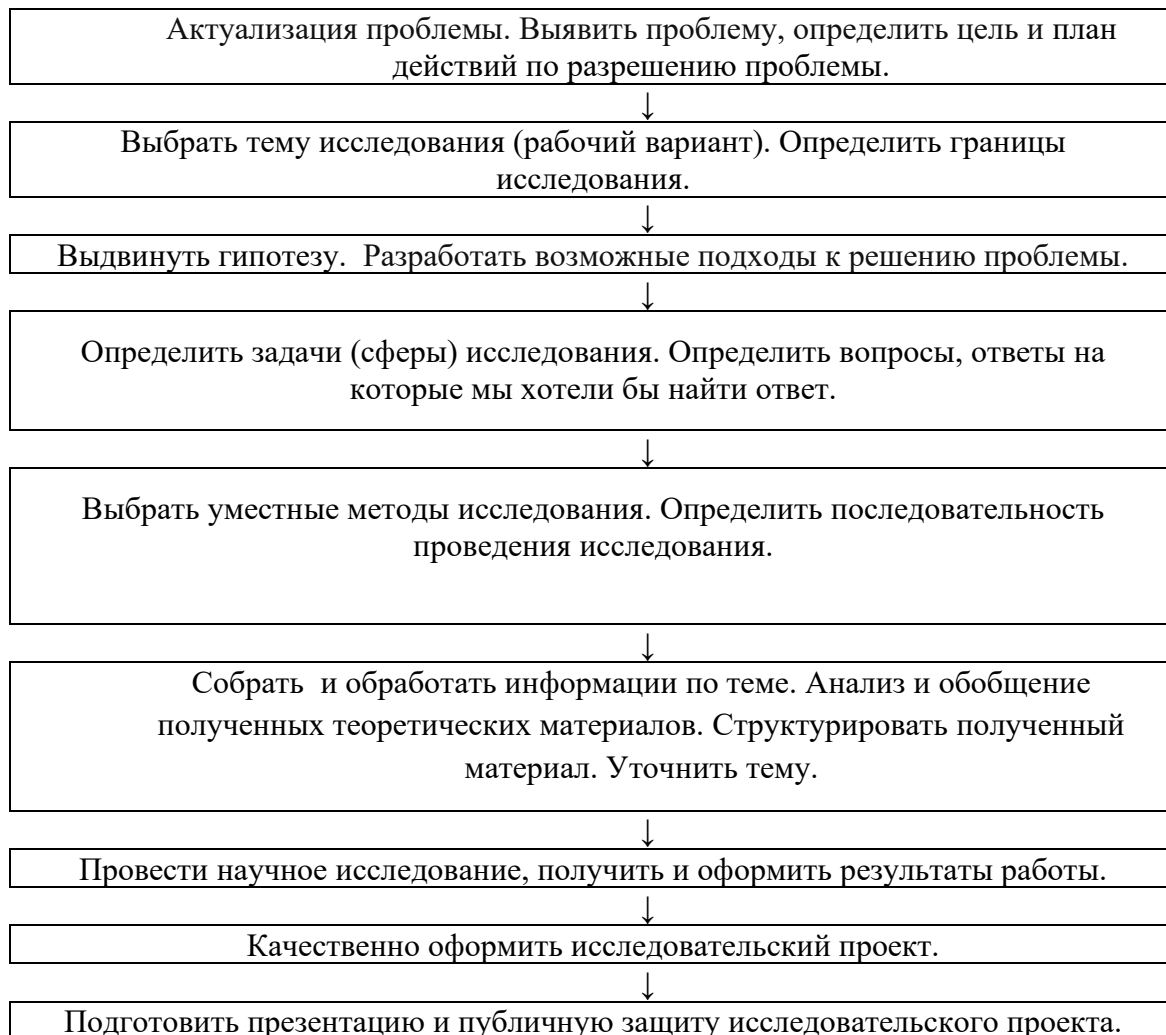 Актуализация проблемы. Выявить проблему, определить цель и план
действий по разрешению проблемы.
↓
Выбрать тему исследования (рабочий вариант). Определить границы
исследования.
↓
Выдвинуть гипотезу. Разработать возможные подходы к решению проблемы.
↓
Определить задачи (сферы) исследования. Определить вопросы, ответы на
которые мы хотели бы найти ответ.
↓
Выбрать уместные методы исследования. Определить последовательность
проведения исследования.
↓
Собрать и обработать информации по теме. Анализ и обобщение
полученных теоретических материалов. Структурировать полученный
материал. Уточнить тему.
↓
Провести научное исследование, получить и оформить результаты работы.
↓
Качественно оформить исследовательский проект.
↓
Подготовить презентацию и публичную защиту исследовательского проекта.